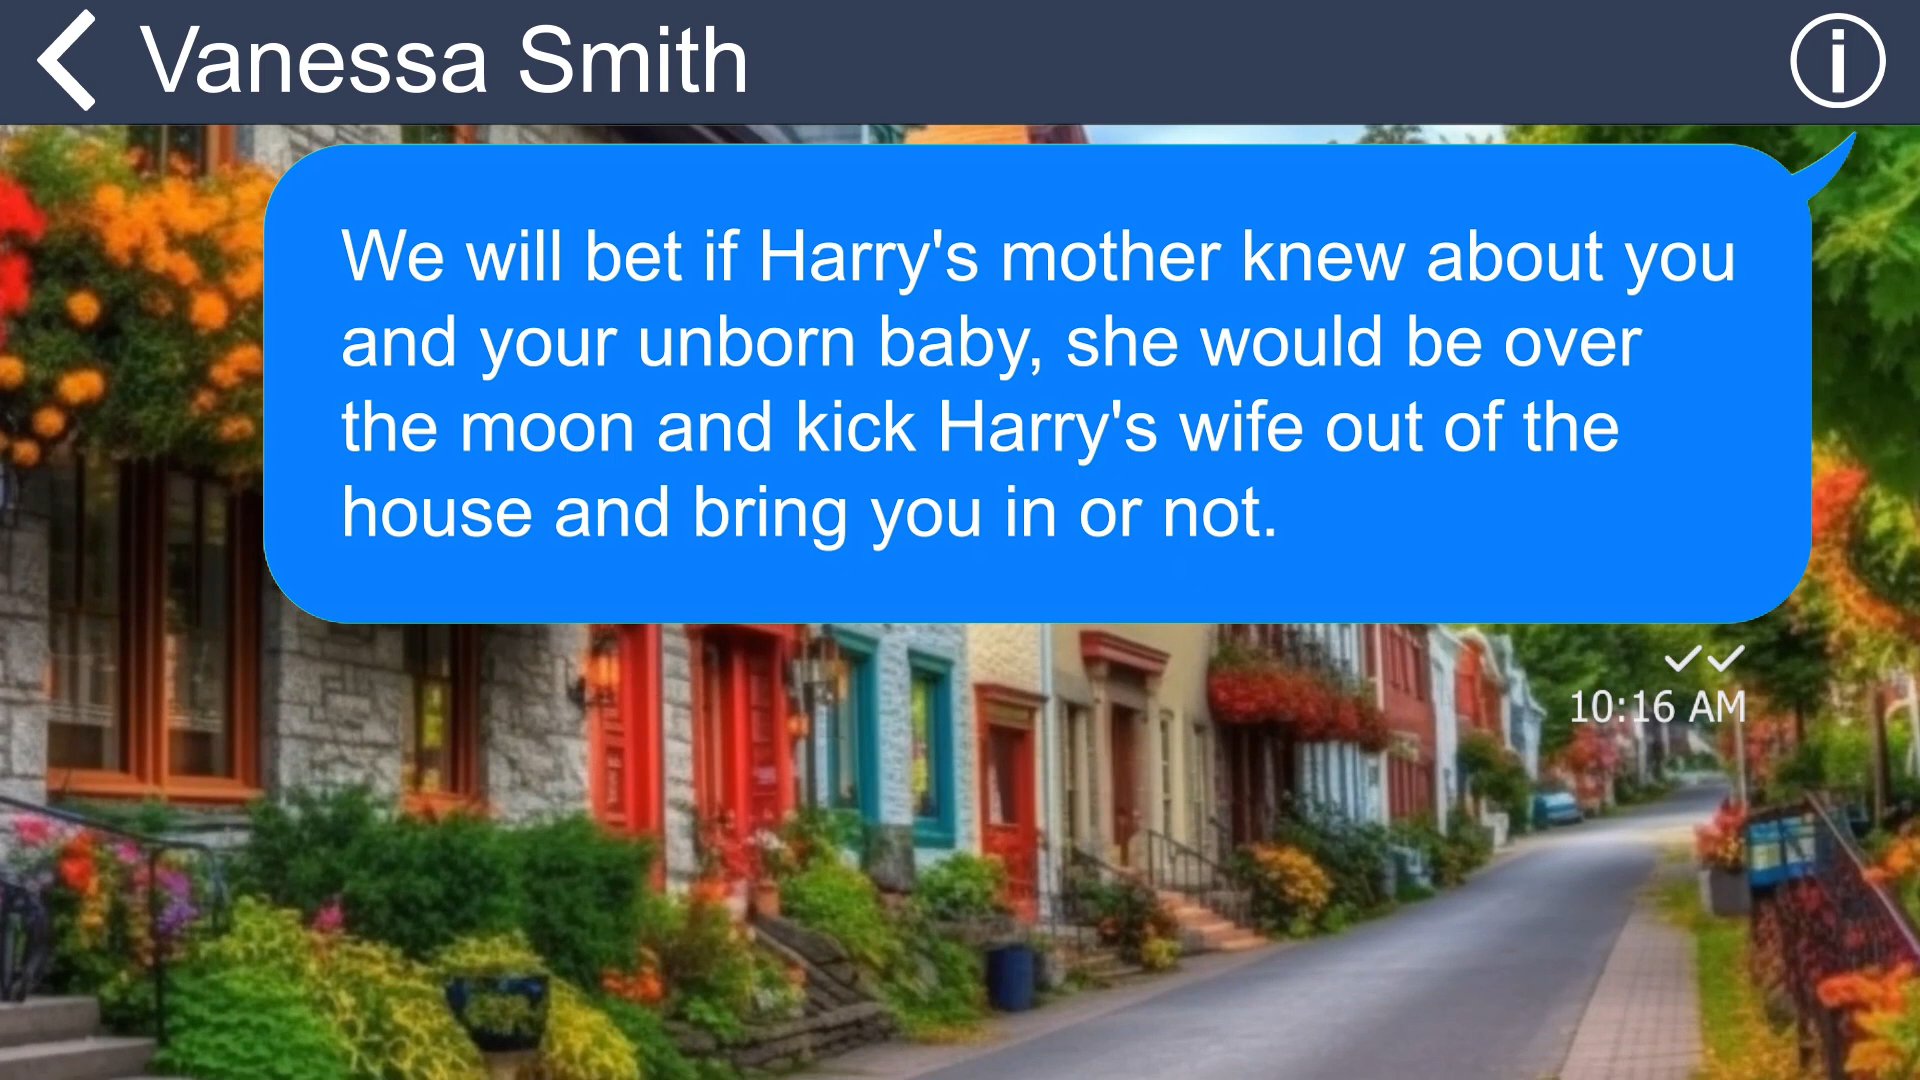 Vanessa Smith
We will bet if Harry's mother knew about you
and your unborn baby, she would be over
the moon and kick Harry's wife out of the
house and bring you in or not.
10:16 AM